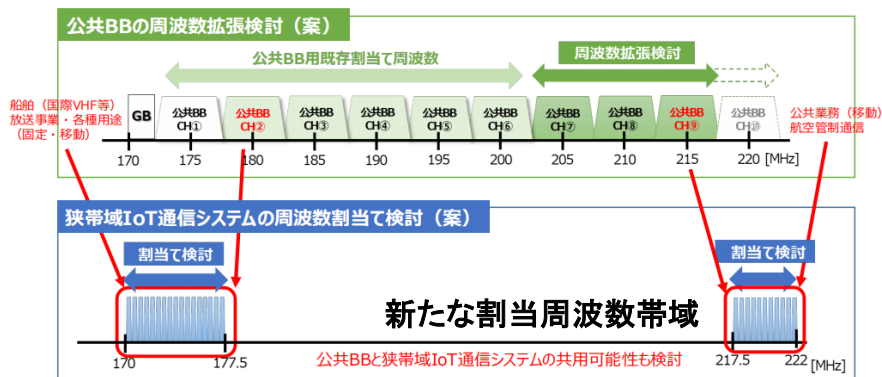 公共BBの周波数拡張検討（案）
公共BB用既存割当て周波数
周波数拡張検討
船舶（国際VHF等）
放送事業・各種用途
（固定・移動）
GB
公共BB
CH①
公共BB
CH②
公共BB
CH③
公共BB
CH④
公共BB
CH⑤
公共BB
CH⑥
公共BB
CH⑦
公共BB
CH⑧
公共BB
CH⑨
公共BB
CH⑩
公共業務（移動）
航空管制通信
170 175 180 185 190 195 200 205 210 215 220 [MHz]
狭帯域IoT通信システムの周波数割当て検討（案）
割当て検討
割当て検討
新たな割当周波数帯域
170 177.5
公共BBと狭帯域IoT通信システムの共用可能性も検討
217.5 222 [MHz]